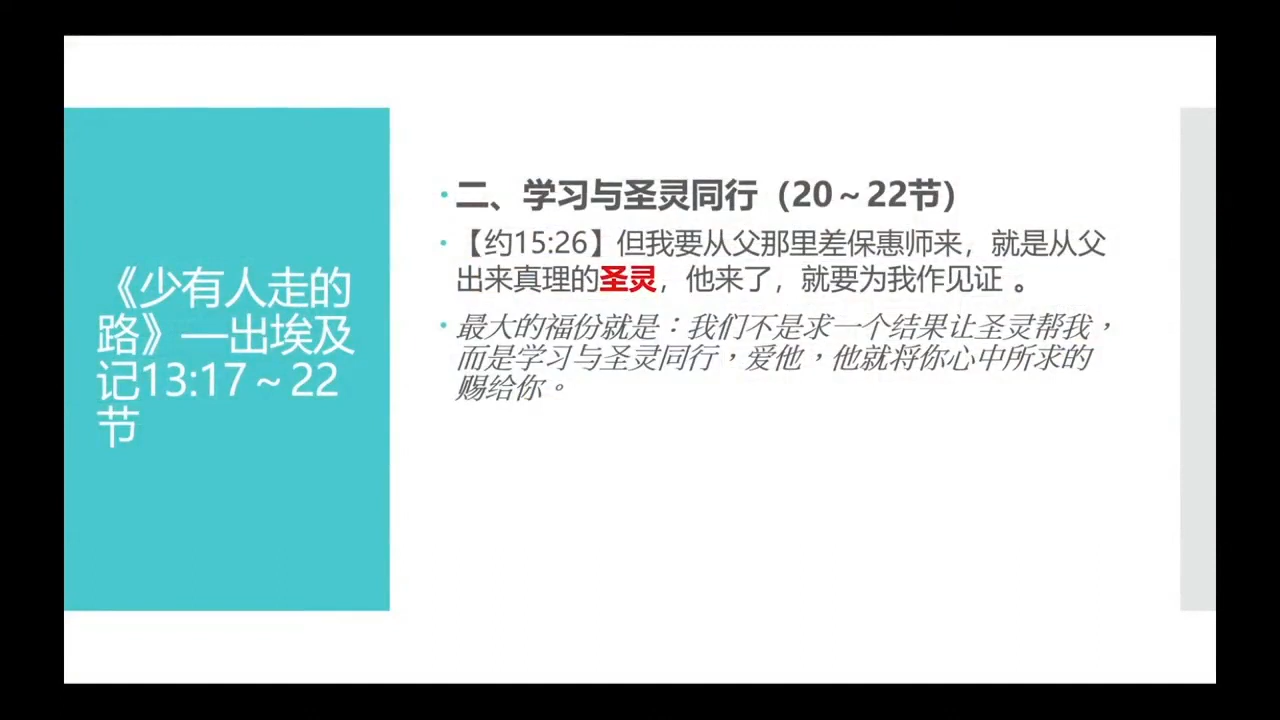 《少有人走的
路》—出埃及
记13:17～22
节
二、学习与圣灵同行（20～22节）
【约15:26】但我要从父那里差保惠师来，就是从父
出来真理的圣灵，他来了，就要为我作见证 。
最大的福份就是：我们不是求一个结果让圣灵帮我，
而是学习与圣灵同行，爱他，他就将你心中所求的
赐给你。